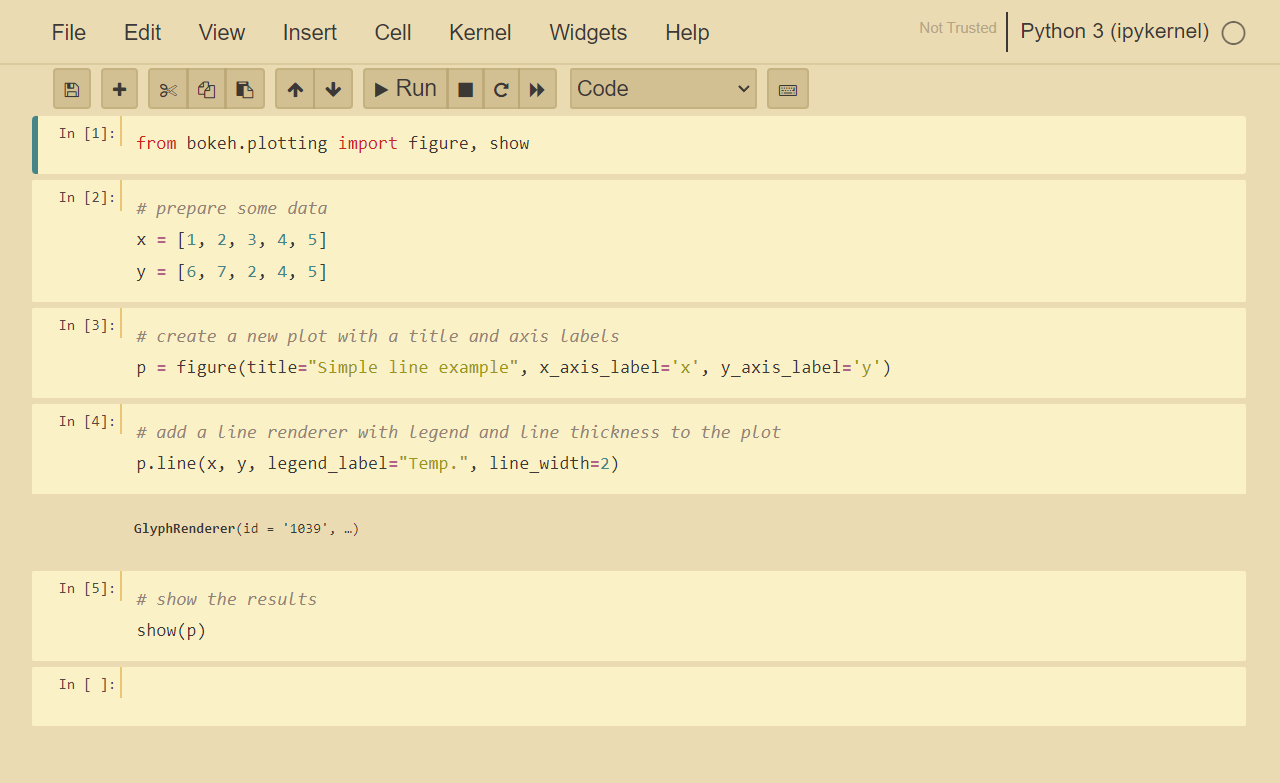 File Edit View Insert Cell Kernel Widgets Help Not Trusted Python 3 (ipykernel)
Run Code
In [1]: from bokeh.plotting import figure, show
In [2]: # prepare some data
x = [1, 2, 3, 4, 5]
y = [6, 7, 2, 4, 5]
In [3]: # create a new plot with a title and axis labels
p = figure(title="Simple line example", x_axis_label='x', y_axis_label='y')
In [4]: # add a line renderer with legend and line thickness to the plot
p.line(x, y, legend_label="Temp.", line_width=2)
GlyphRenderer(id = '1039', …)
In [5]: # show the results
show(p)
In [ ]: